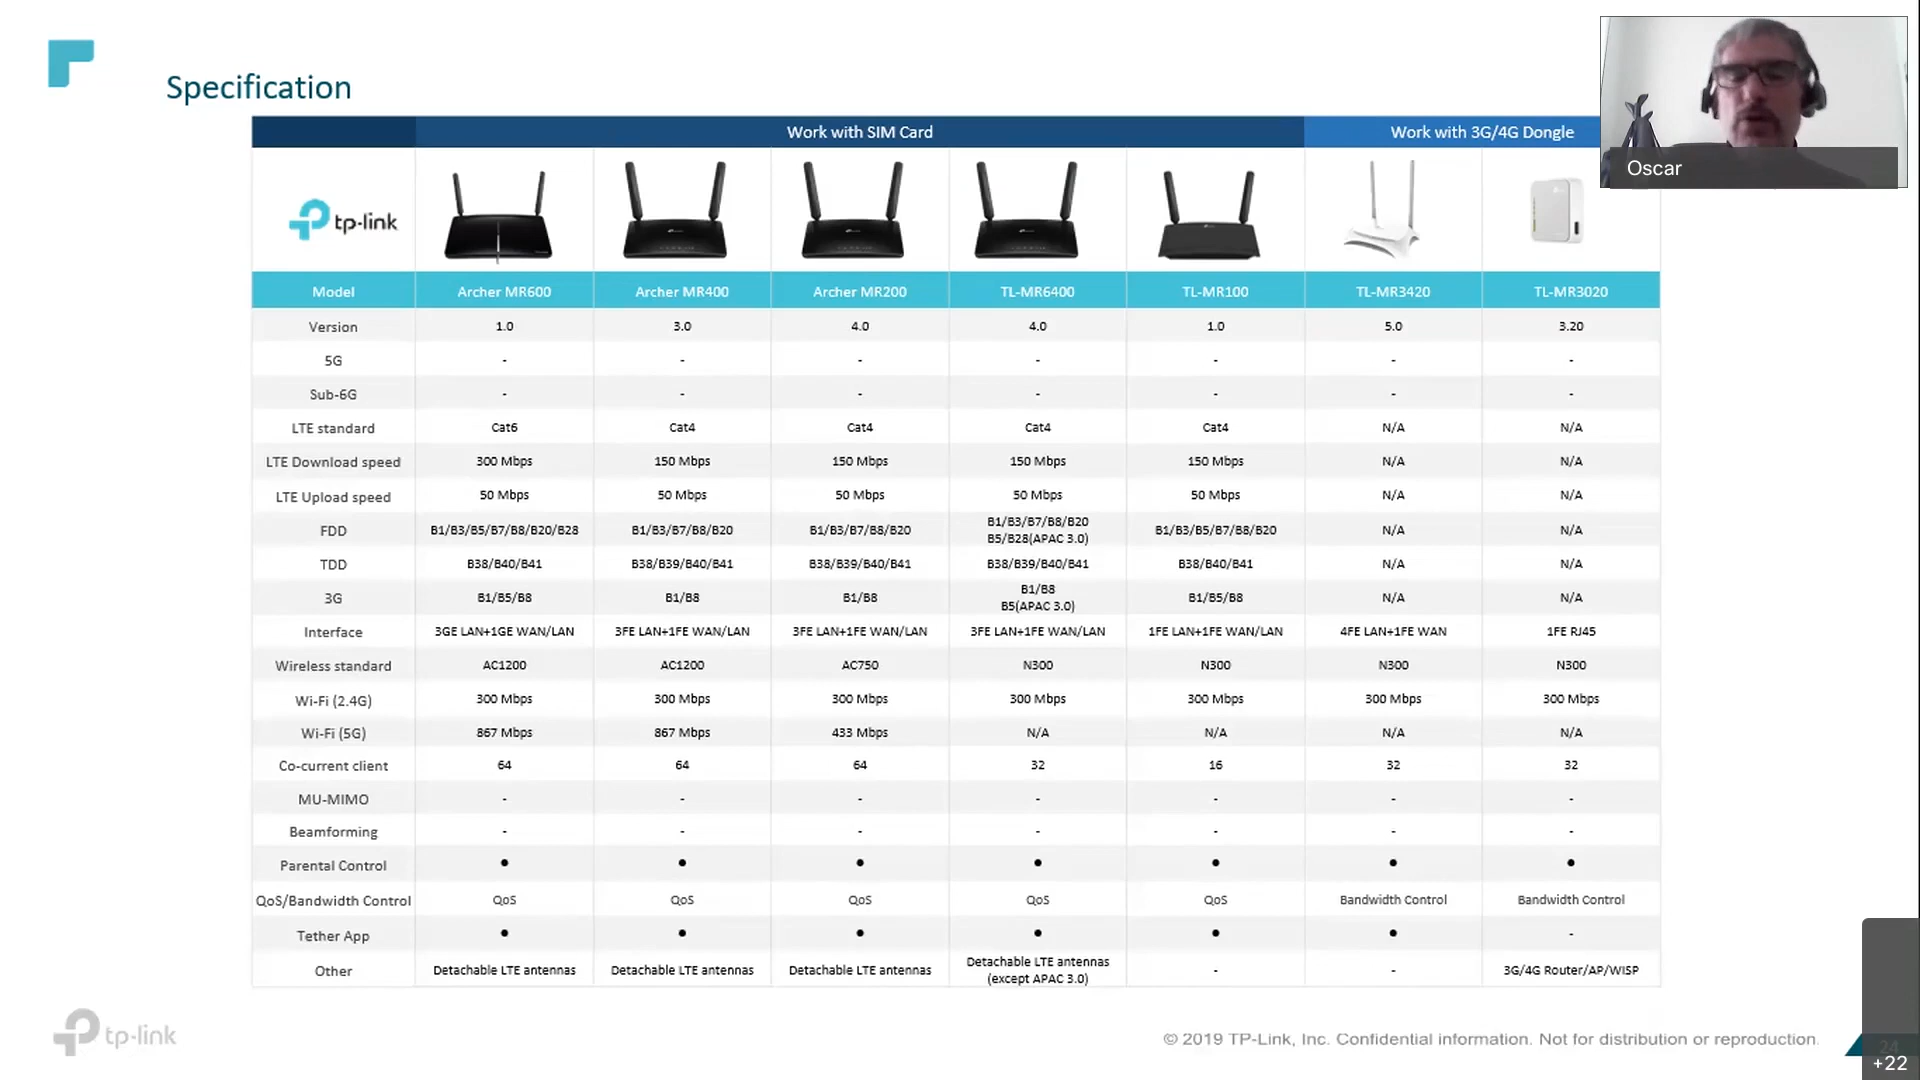 Specification
Work with SIM Card
Work with 3G/4G Dongle
Oscar
tp-link
Model Archer MR600 Archer MR400 Archer MR200 TL-MR6400 TL-MR100 TL-MR3420 TL-MR3020
Version 1.0 3.0 4.0 4.0 1.0 5.0 3.20
5G - - - - - - -
Sub-6G - - - - - - -
LTE standard Cat6 Cat4 Cat4 Cat4 Cat4 N/A N/A
LTE Download speed 300 Mbps 150 Mbps 150 Mbps 150 Mbps 150 Mbps N/A N/A
LTE Upload speed 50 Mbps 50 Mbps 50 Mbps 50 Mbps 50 Mbps N/A N/A
FDD B1/B3/B5/B7/B8/B20/B28 B1/B3/B7/B8/B20 B1/B3/B7/B8/B20 B1/B3/B7/B8/B20 B5/B28(APAC 3.0) B1/B3/B5/B7/B8/B20 N/A N/A
TDD B38/B40/B41 B38/B39/B40/B41 B38/B39/B40/B41 B38/B39/B40/B41 B38/B40/B41 N/A N/A
3G B1/B5/B8 B1/B8 B1/B8 B1/B8 B5(APAC 3.0) B1/B5/B8 N/A N/A
Interface 3GE LAN+1GE WAN/LAN 3FE LAN+1FE WAN/LAN 3FE LAN+1FE WAN/LAN 3FE LAN+1FE WAN/LAN 1FE LAN+1FE WAN/LAN 4FE LAN+1FE WAN 1FE RJ45
Wireless standard AC1200 AC1200 AC750 N300 N300 N300 N300
Wi-Fi (2.4G) 300 Mbps 300 Mbps 300 Mbps 300 Mbps 300 Mbps 300 Mbps 300 Mbps
Wi-Fi (5G) 867 Mbps 867 Mbps 433 Mbps N/A N/A N/A N/A
Co-current client 64 64 64 32 16 32 32
MU-MIMO - - - - - - -
Beamforming - - - - - - -
Parental Control ● ● ● ● ● ● ●
QoS/Bandwidth Control QoS QoS QoS QoS QoS Bandwidth Control Bandwidth Control
Tether App ● ● ● ● ● ● -
Other Detachable LTE antennas Detachable LTE antennas Detachable LTE antennas Detachable LTE antennas (except APAC 3.0) - - 3G/4G Router/AP/WISP
tp-link
© 2019 TP-Link, Inc. Confidential information. Not for distribution or reproduction.
24
+22